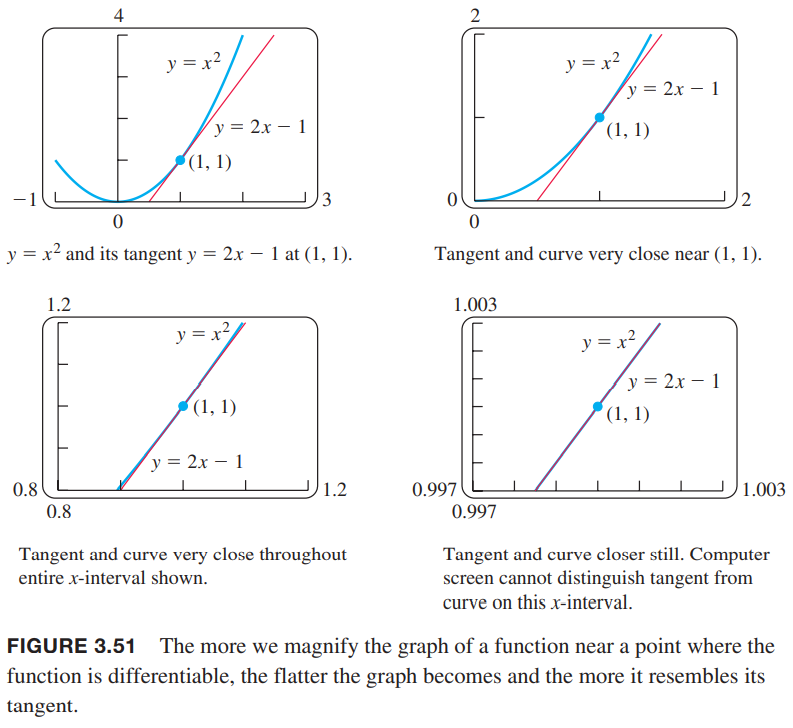 4
y = x²
y = 2x − 1
(1, 1)
−1
3
0
y = x² and its tangent y = 2x − 1 at (1, 1).
2
y = x²
y = 2x − 1
(1, 1)
0
2
0
Tangent and curve very close near (1, 1).
1.2
y = x²
(1, 1)
y = 2x − 1
0.8
1.2
0.8
Tangent and curve very close throughout
entire x-interval shown.
1.003
y = x²
y = 2x − 1
(1, 1)
0.997
1.003
0.997
Tangent and curve closer still. Computer
screen cannot distinguish tangent from
curve on this x-interval.
FIGURE 3.51 The more we magnify the graph of a function near a point where the
function is differentiable, the flatter the graph becomes and the more it resembles its
tangent.